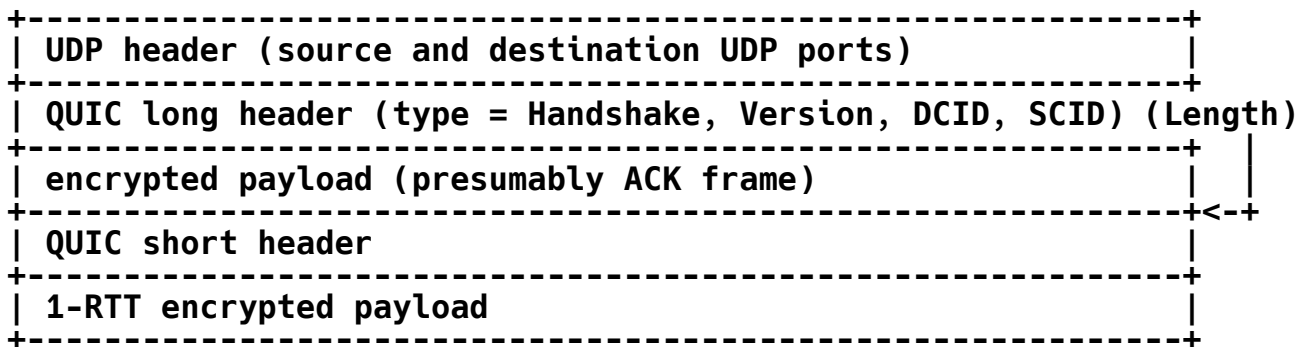 UDP header (source and destination UDP ports)
QUIC long header (type = Handshake, Version, DCID, SCID) (Length)
encrypted payload (presumably ACK frame)
QUIC short header
1-RTT encrypted payload